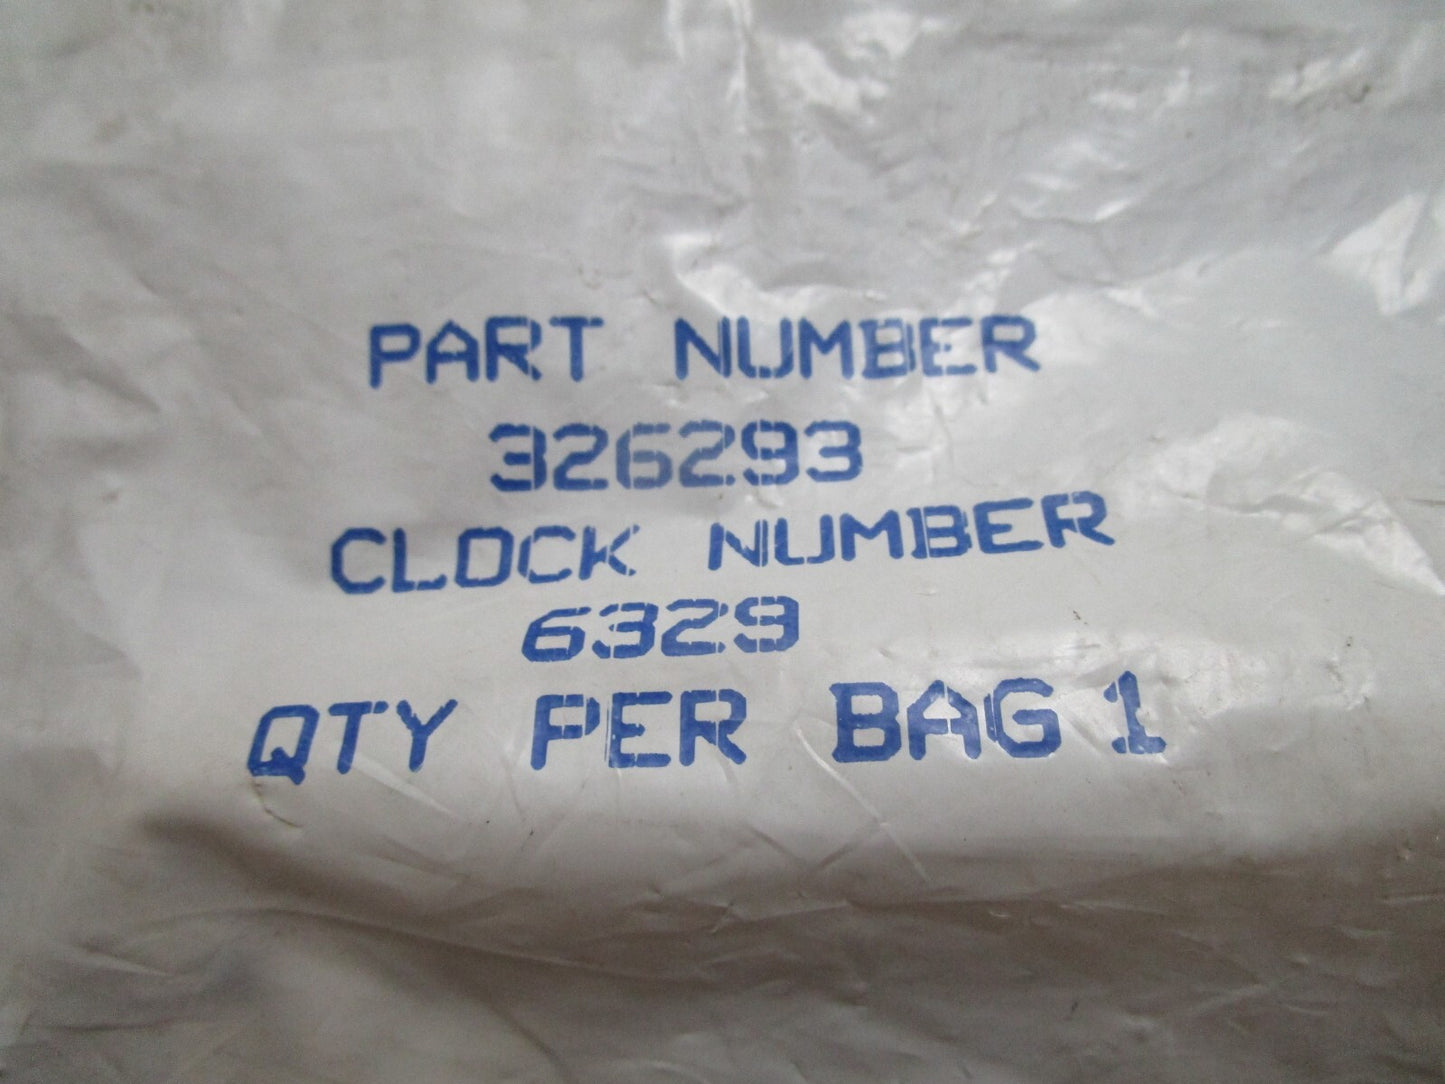 PART NUMBER
326293
CLOCK NUMBER
6329
QTY PER BAG 1